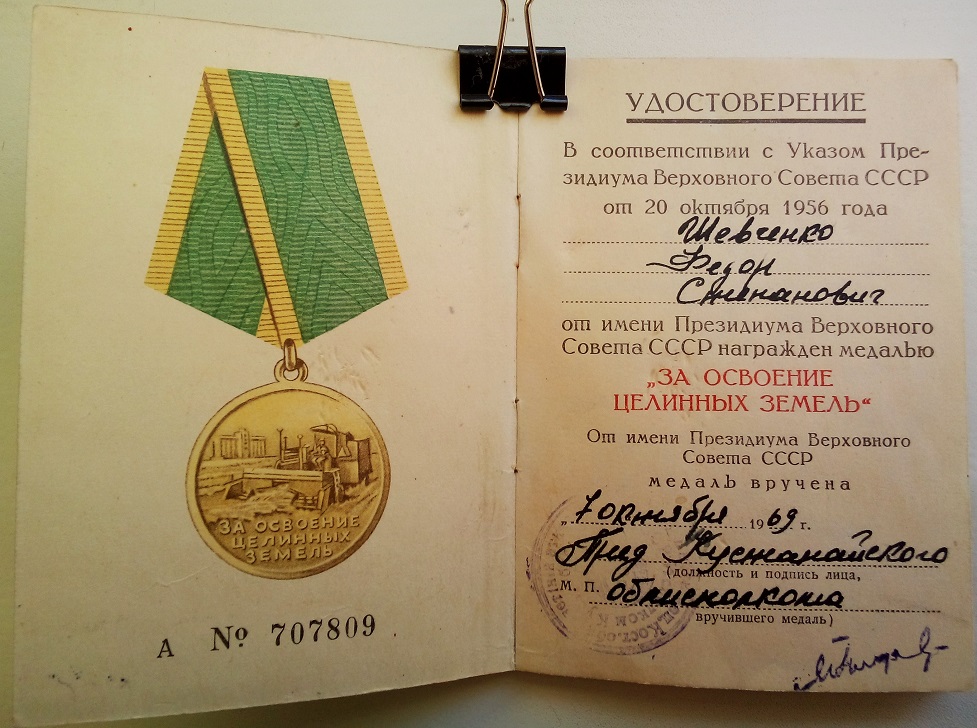 ЗА ОСВОЕНИЕ
ЦЕЛИННЫХ
ЗЕМЕЛЬ
А № 707809
УДОСТОВЕРЕНИЕ
В соответствии с Указом Пре-
зидиума Верховного Совета СССР
от 20 октября 1956 года
Шевченко
Федор
Степанович
от имени Президиума Верховного
Совета СССР награжден медалью
„ЗА ОСВОЕНИЕ
ЦЕЛИННЫХ ЗЕМЕЛЬ“
От имени Президиума Верховного
Совета СССР
медаль вручена
„7 октября 1969 г.
Пред Кустанайского
(должность и подпись лица,
М. П. облисполкома
вручившего медаль)